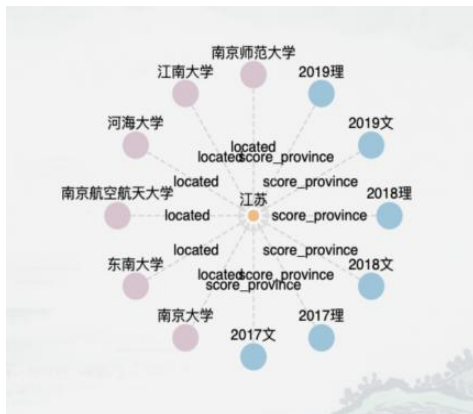 南京师范大学
江南大学
2019理
河海大学
2019文
located
located
score_province
located
score_province
南京航空航天大学
江苏
2018理
located
score_province
located
score_province
东南大学
2018文
located
score_province
score_province
南京大学
2017理
2017文